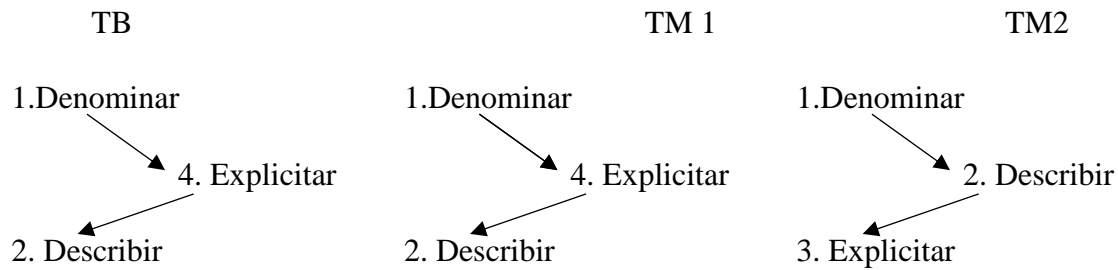 TB TM 1 TM2
1.Denominar 1.Denominar 1.Denominar
4. Explicitar 4. Explicitar 2. Describir
2. Describir 2. Describir 3. Explicitar